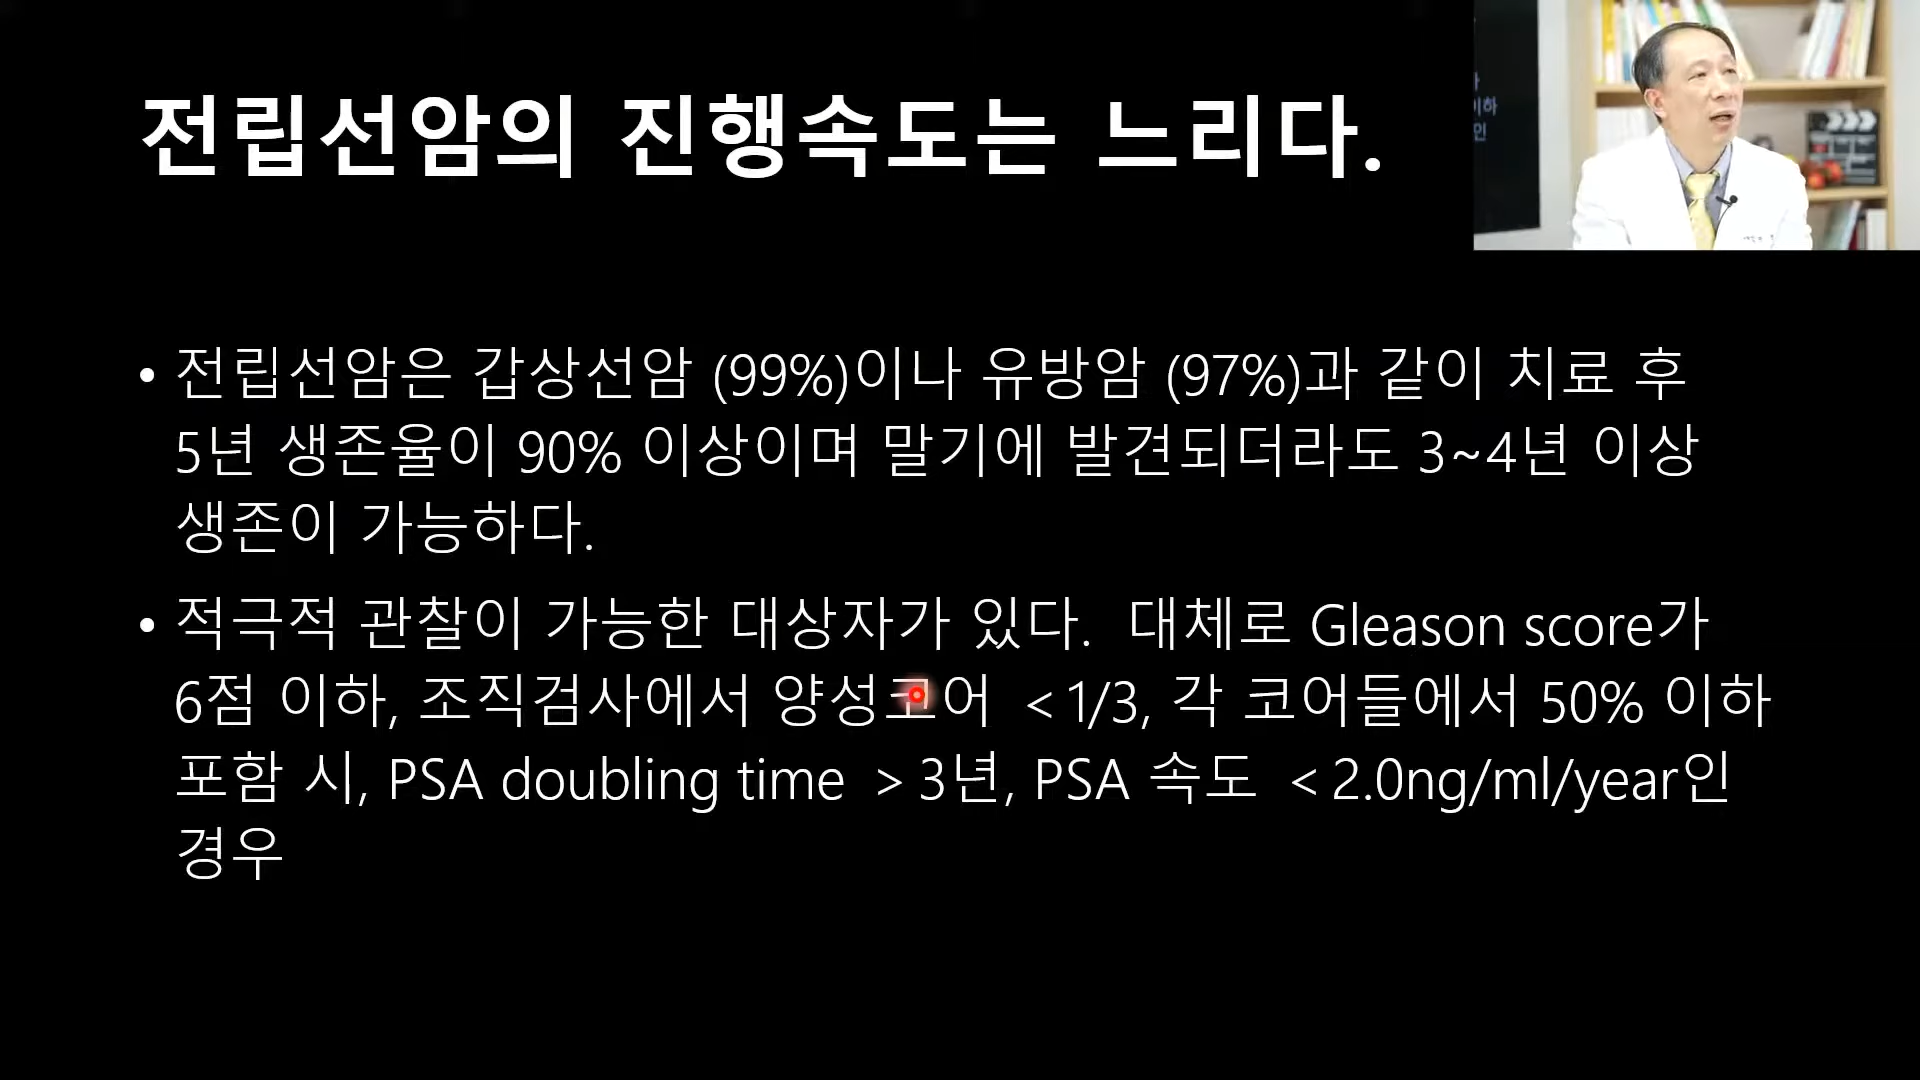 전립선암의 진행속도는 느리다.
• 전립선암은 갑상선암 (99%)이나 유방암 (97%)과 같이 치료 후
5년 생존율이 90% 이상이며 말기에 발견되더라도 3~4년 이상
생존이 가능하다.
• 적극적 관찰이 가능한 대상자가 있다. 대체로 Gleason score가
6점 이하, 조직검사에서 양성코어 < 1/3, 각 코어들에서 50% 이하
포함 시, PSA doubling time > 3년, PSA 속도 < 2.0ng/ml/year인
경우
이하
인